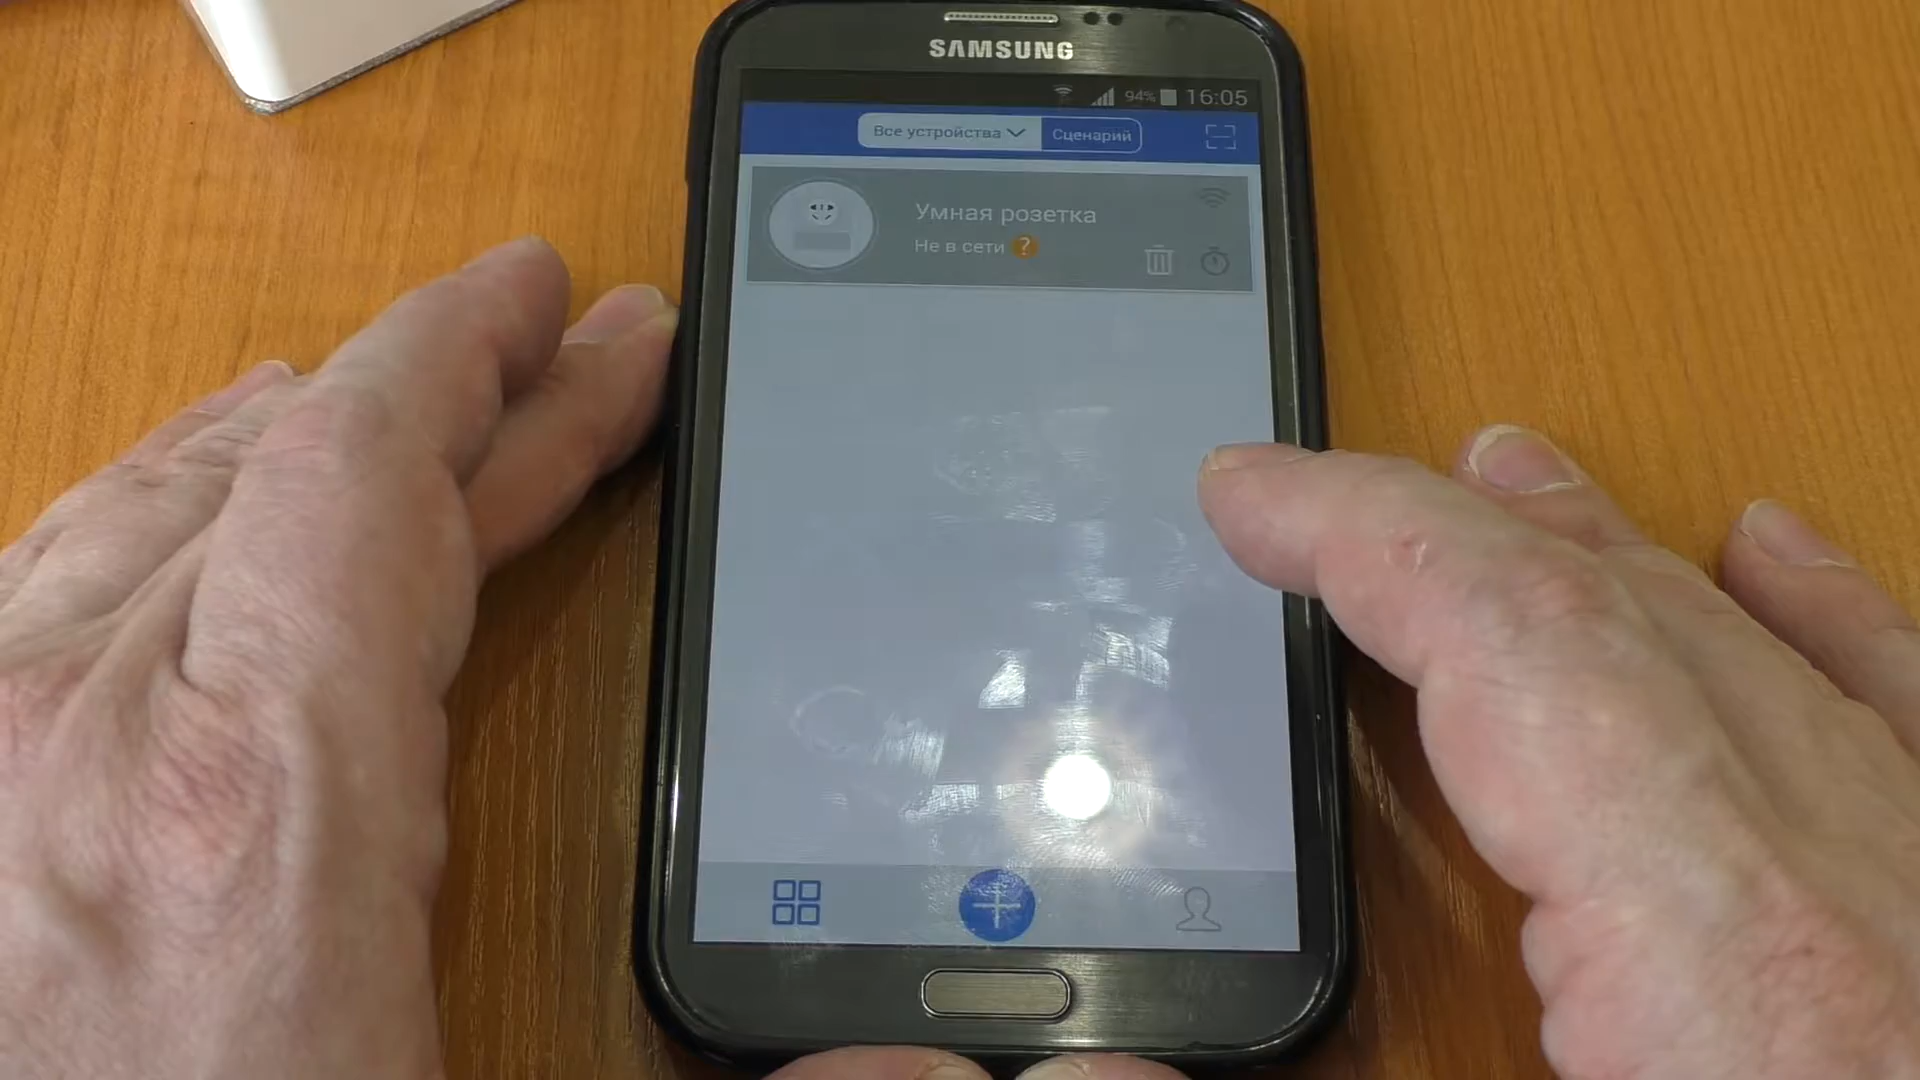 SAMSUNG
94% 16:05
Все устройства Сценарий
Умная розетка
Не в сети ?